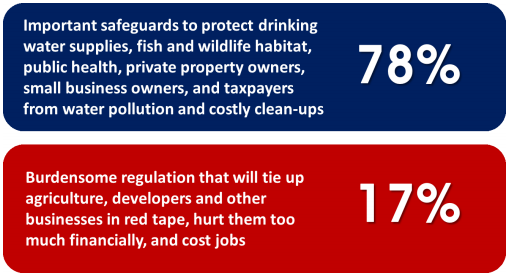 Important safeguards to protect drinking
water supplies, fish and wildlife habitat,
public health, private property owners,
small business owners, and taxpayers
from water pollution and costly clean-ups
78%
Burdensome regulation that will tie up
agriculture, developers and other
businesses in red tape, hurt them too
much financially, and cost jobs
17%